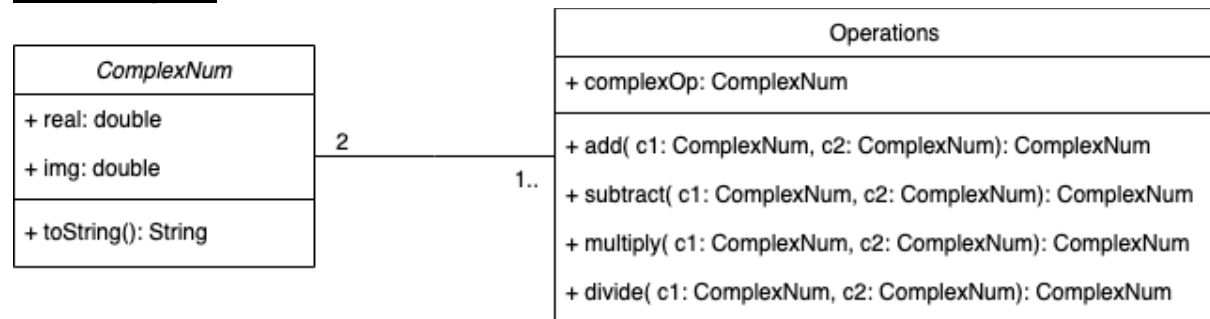 ComplexNum
+ real: double
+ img: double
+ toString(): String
2
1..
Operations
+ complexOp: ComplexNum
+ add( c1: ComplexNum, c2: ComplexNum): ComplexNum
+ subtract( c1: ComplexNum, c2: ComplexNum): ComplexNum
+ multiply( c1: ComplexNum, c2: ComplexNum): ComplexNum
+ divide( c1: ComplexNum, c2: ComplexNum): ComplexNum